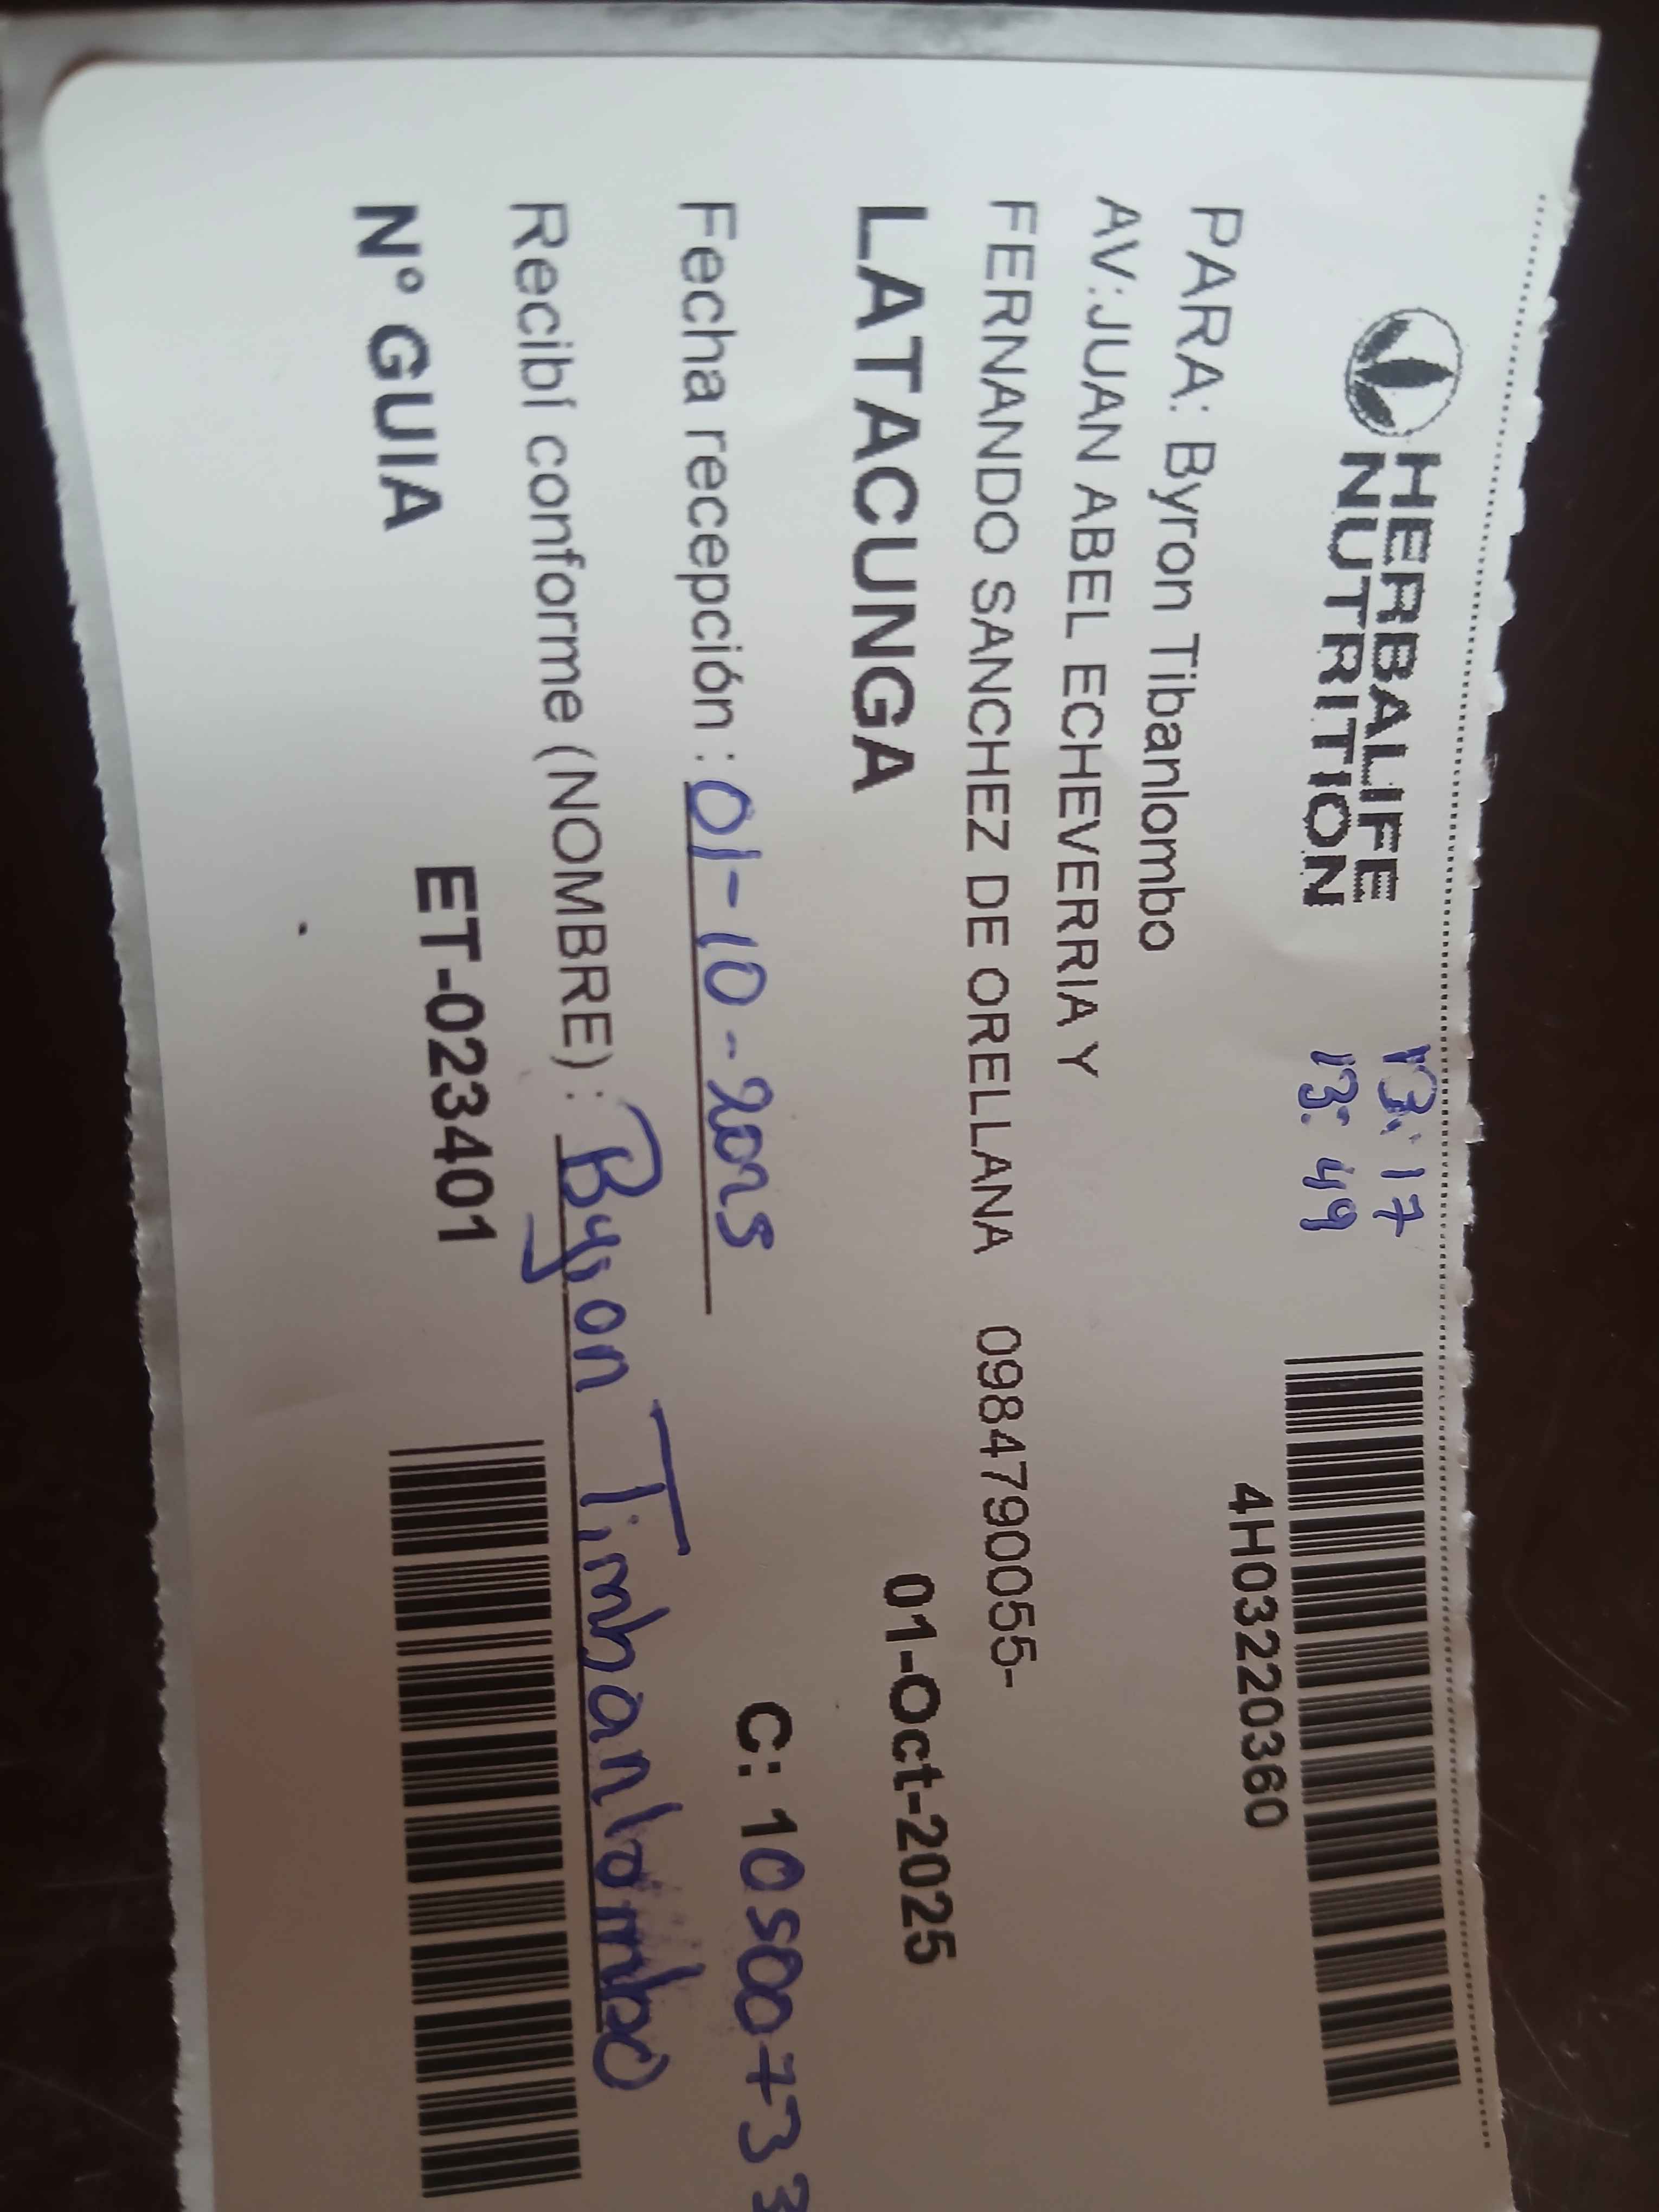 HERBALIFE
NUTRITION
13:17
13:49
4H03220360
PARA: Byron Tibanlombo
AV:JUAN ABEL ECHEVERRIA Y
FERNANDO SANCHEZ DE ORELLANA 0984790055-
LATACUNGA 01-Oct-2025
Fecha recepción : 01-10-2025
C: 1050073
Recibí conforme (NOMBRE) : Byron Timbanlombo
N° GUIA ET-023401